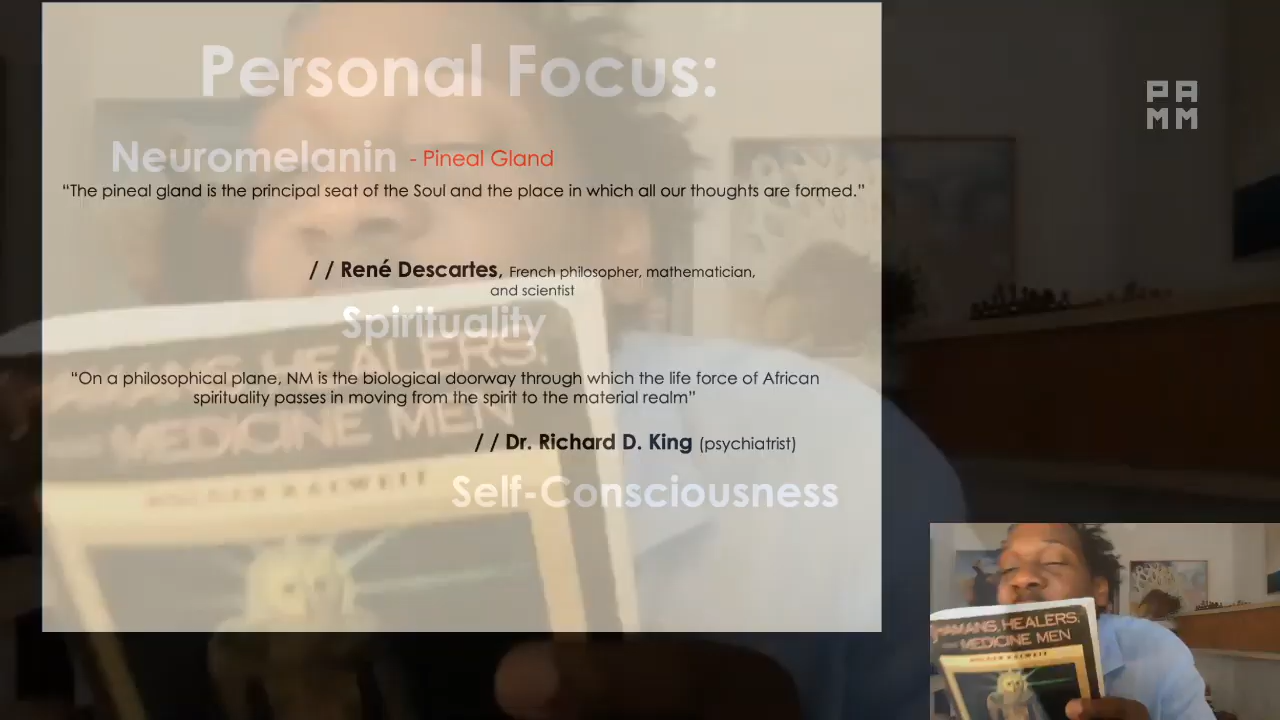 Personal Focus:
PA
MM
Neuromelanin - Pineal Gland
“The pineal gland is the principal seat of the Soul and the place in which all our thoughts are formed.”
// René Descartes, French philosopher, mathematician,
and scientist
Spirituality
“On a philosophical plane, NM is the biological doorway through which the life force of African
spirituality passes in moving from the spirit to the material realm”
// Dr. Richard D. King (psychiatrist)
Self-Consciousness
HEALERS,
MEDICINE MEN
HEALERS,
MEDICINE MEN